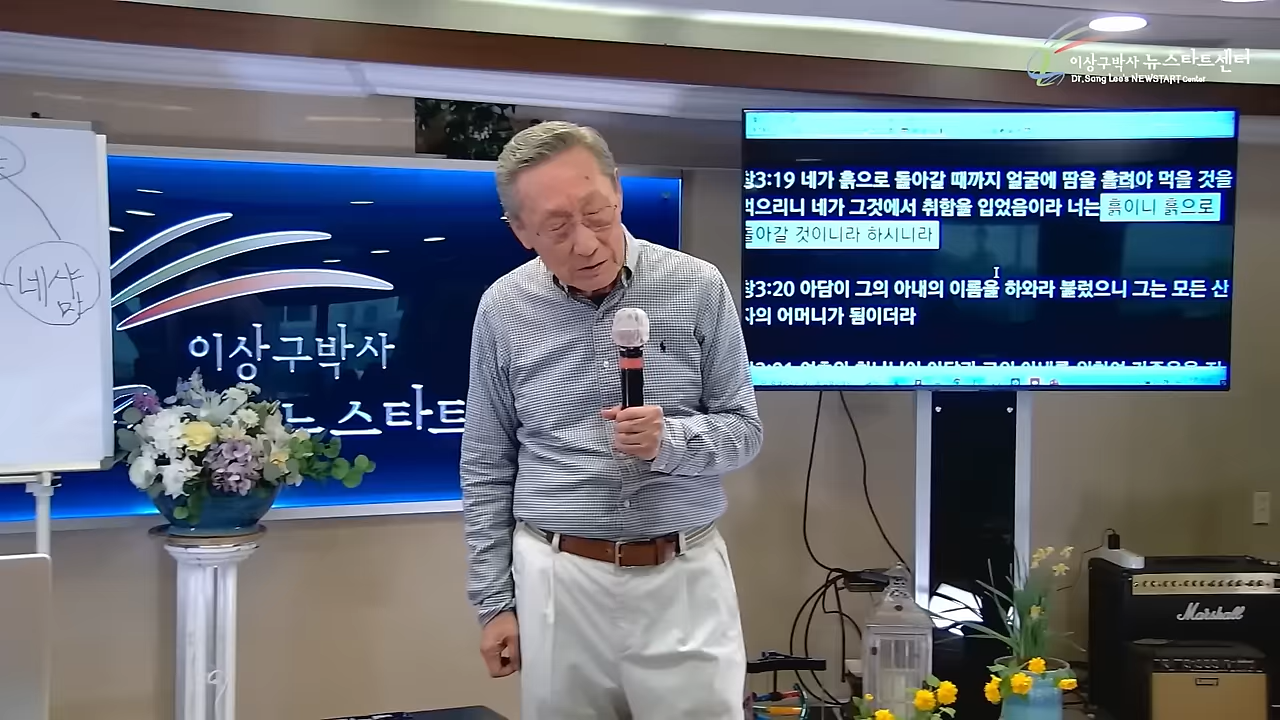 이상구박사 뉴스타트센터
Dr. Sang Lee's NEWSTART Center
네삶
이상구박사
뉴스타트
창3:19 네가 흙으로 돌아갈 때까지 얼굴에 땀을 흘려야 먹을 것을
먹으리니 네가 그것에서 취함을 입었음이라 너는 흙이니 흙으로
돌아갈 것이니라 하시니라
창3:20 아담이 그의 아내의 이름을 하와라 불렀으니 그는 모든 산
자의 어머니가 됨이더라
Marshall